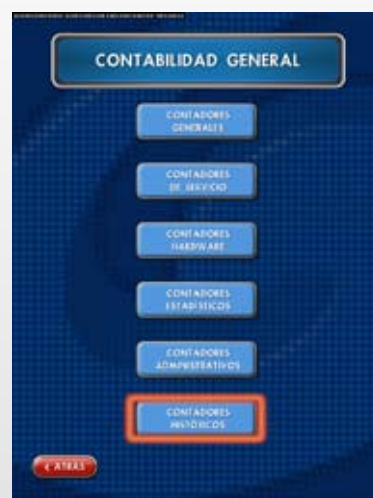 CONTABILIDAD GENERAL
CONTADORES
GENERALES
CONTADORES
DE SERVICIO
CONTADORES
HARDWARE
CONTADORES
ESTADÍSTICOS
CONTADORES
ADMINISTRATIVOS
CONTADORES
HISTÓRICOS
ATRÁS